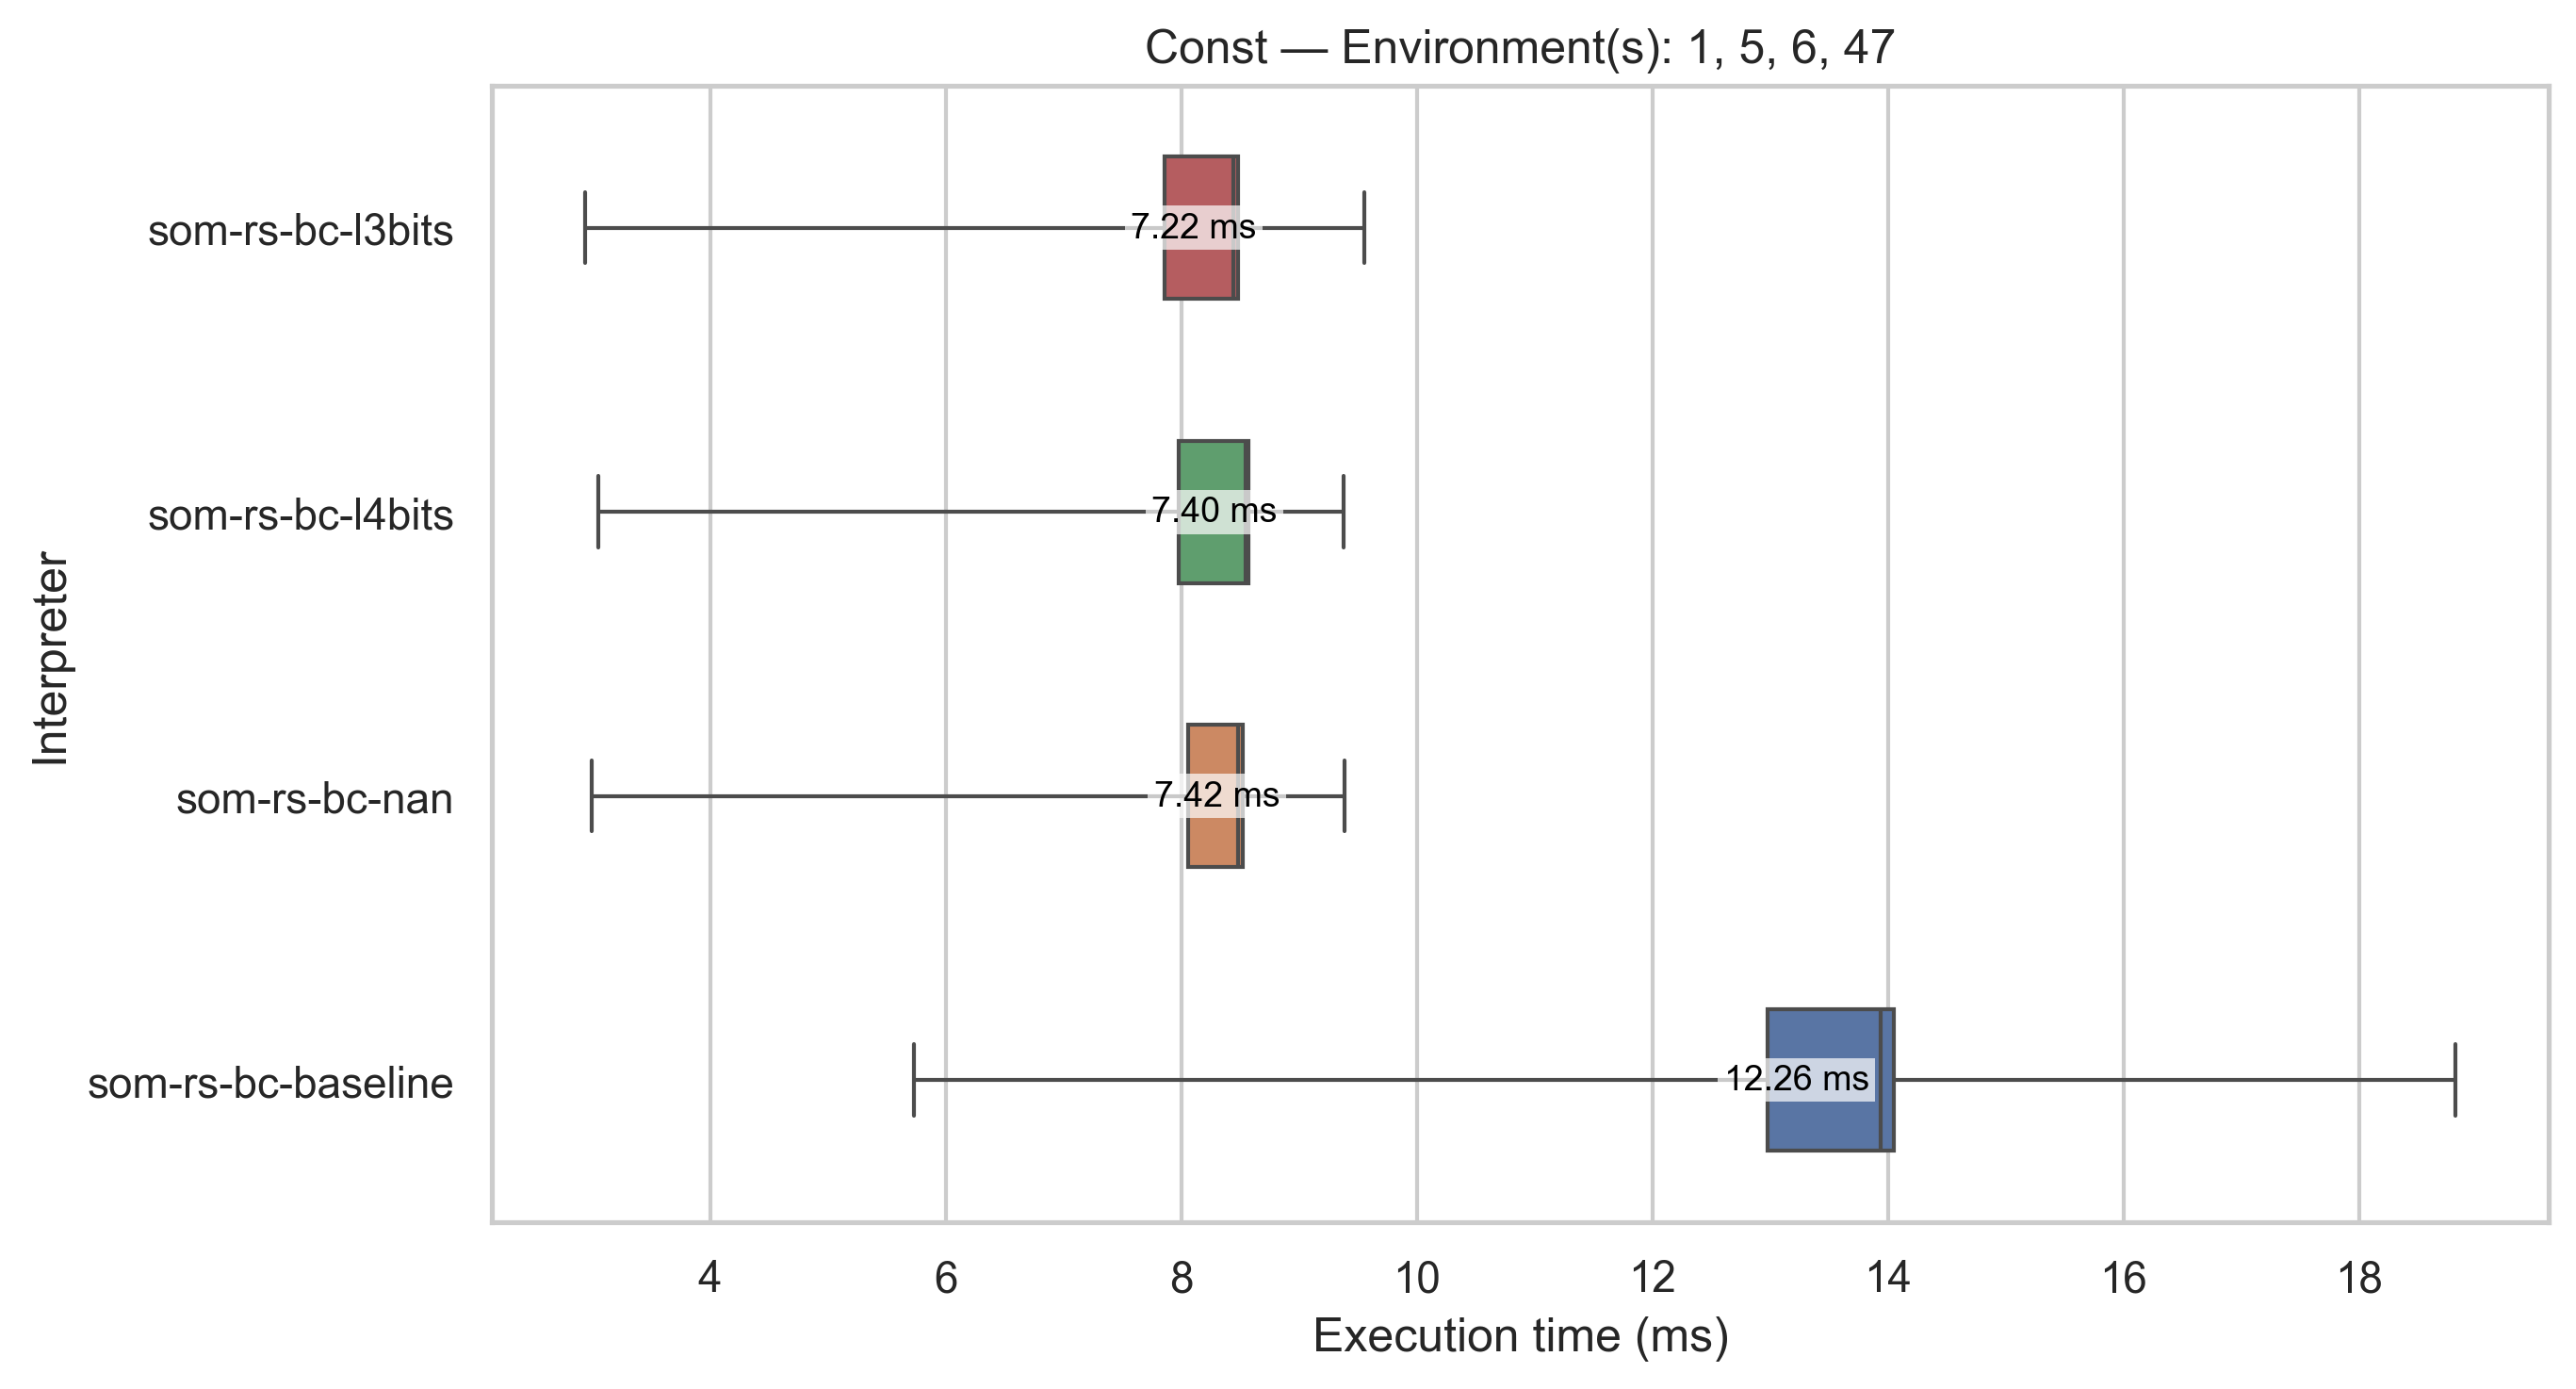 Const — Environment(s): 1, 5, 6, 47
Interpreter
som-rs-bc-l3bits
7.22 ms
som-rs-bc-l4bits
7.40 ms
som-rs-bc-nan
7.42 ms
som-rs-bc-baseline
12.26 ms
4 6 8 10 12 14 16 18
Execution time (ms)